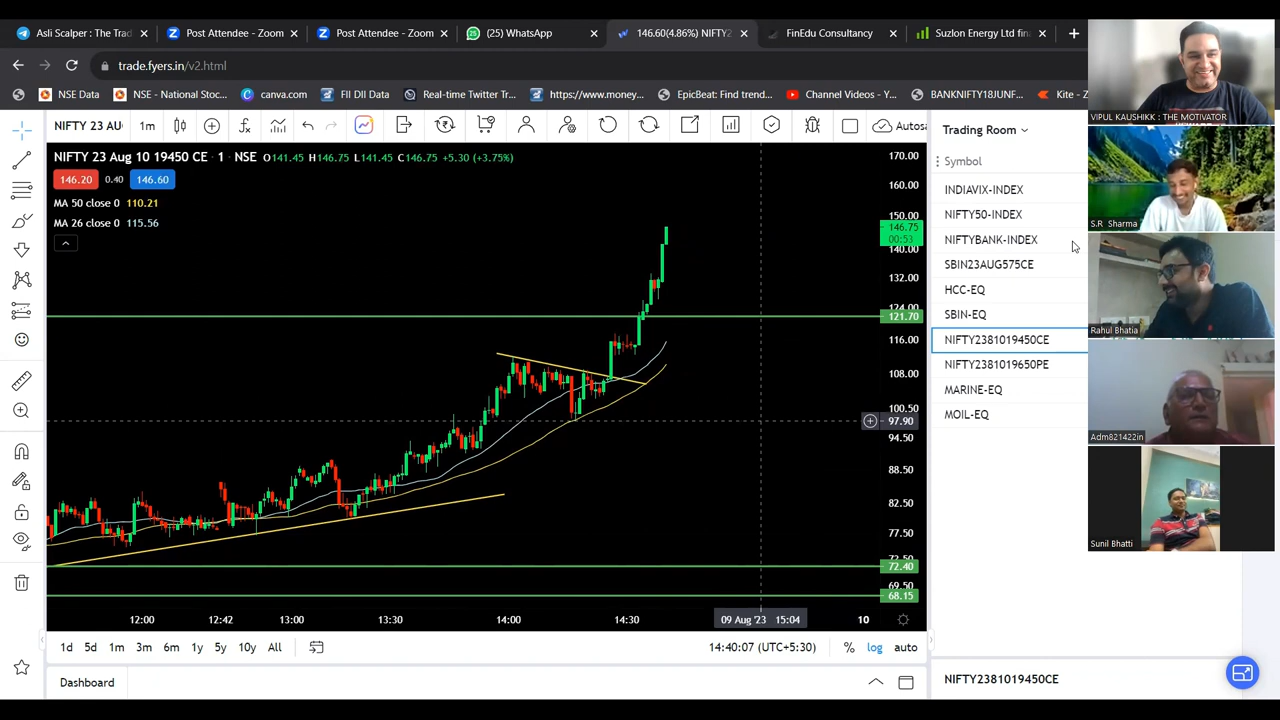 Asli Scalper : The Trad
Post Attendee - Zoom
Post Attendee - Zoom
(25) WhatsApp
146.60(4.86%) NIFTY2
FinEdu Consultancy
Suzlon Energy Ltd fin
trade.fyers.in/v2.html
NSE Data
NSE - National Stoc...
canva.com
FII DII Data
Real-time Twitter Tr...
https://www.money...
EpicBeat: Find trend...
Channel Videos - Y...
BANKNIFTY18JUNF...
Kite - Z
NIFTY 23 AUG
1m
Autos
NIFTY 23 Aug 10 19450 CE · 1 · NSE O141.45 H146.75 L141.45 C146.75 +5.30 (+3.75%)
146.20 0.40 146.60
MA 50 close 0 110.21
MA 26 close 0 115.56
170.00
160.00
150.00
146.75
00:53
140.00
132.00
124.00
121.70
116.00
108.00
100.50
97.90
94.50
88.50
82.50
77.50
72.50
72.40
69.50
68.15
12:00 12:42 13:00 13:30 14:00 14:30 09 Aug '23 15:04 10
1d 5d 1m 3m 6m 1y 5y 10y All
14:40:07 (UTC+5:30) % log auto
Dashboard
Trading Room
Symbol
INDIAVIX-INDEX
NIFTY50-INDEX
NIFTYBANK-INDEX
SBIN23AUG575CE
HCC-EQ
SBIN-EQ
NIFTY2381019450CE
NIFTY2381019650PE
MARINE-EQ
MOIL-EQ
NIFTY2381019450CE
VIPUL KAUSHIKK : THE MOTIVATOR
S.R Sharma
Rahul Bhatia
Adm821422in
Sunil Bhatti